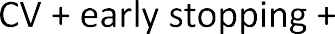 CV + early stopping +